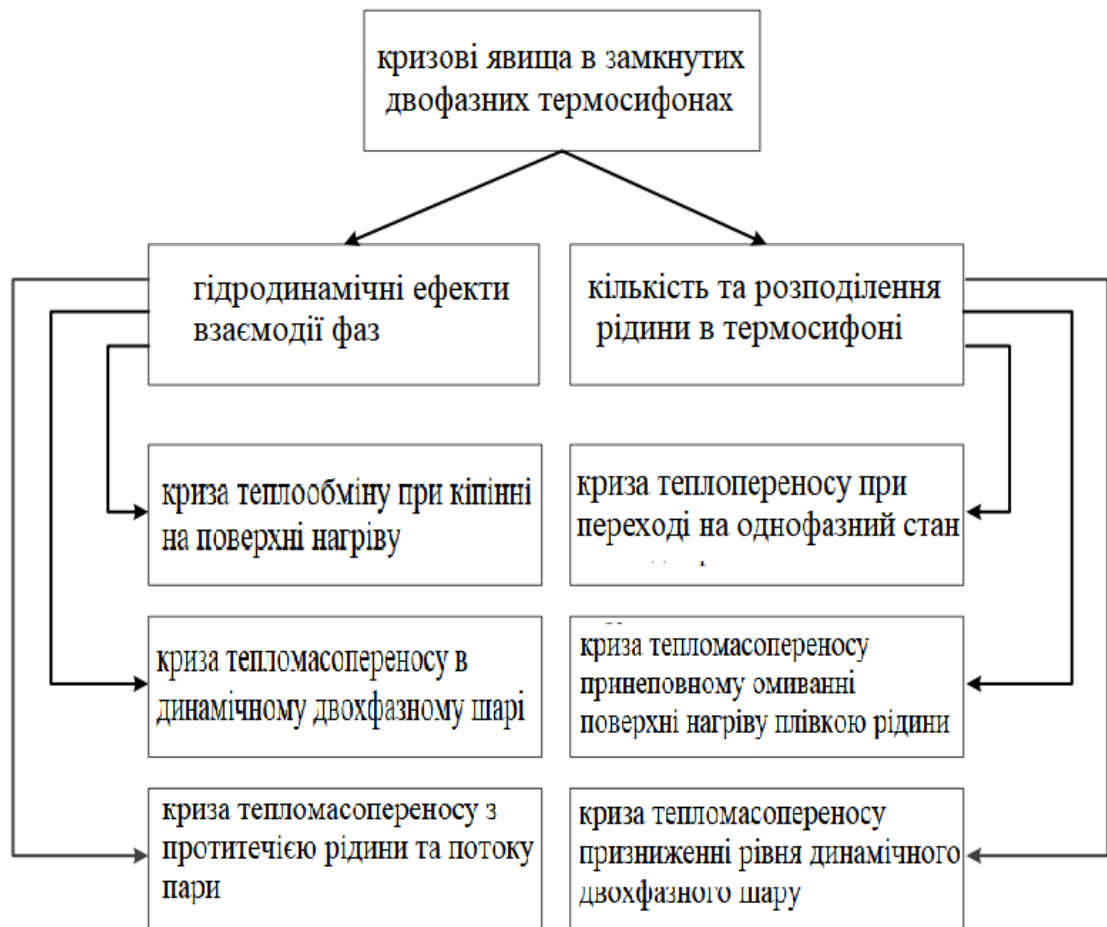 кризові явища в замкнутих
двофазних термосифонах
гідродинамічні ефекти
взаємодії фаз
кількість та розподілення
рідини в термосифоні
криза теплообміну при кіпінні
на поверхні нагріву
криза теплопереносу при
переході на однофазний стан
криза тепломасопереносу в
динамічному двохфазному шарі
криза тепломасопереносу
принеповному омиванні
поверхні нагріву плівкою рідини
криза тепломасопереносу з
протитечією рідини та потоку
пари
криза тепломасопереносу
призниженні рівня динамічного
двохфазного шару